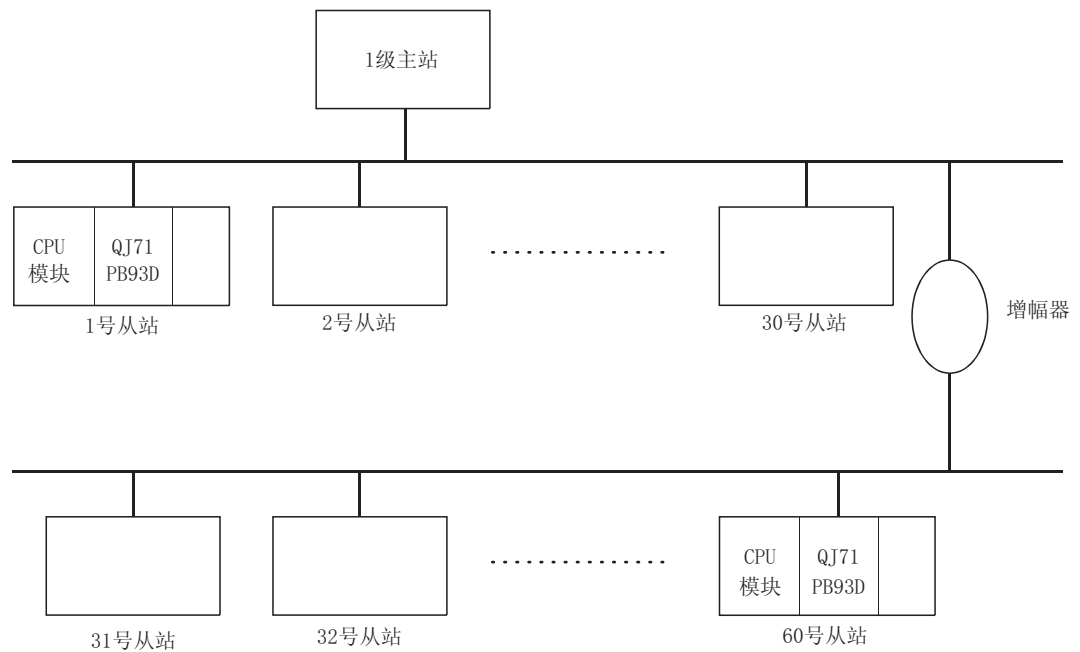 1级主站
CPU
模块
QJ71
PB93D
1号从站
2号从站
30号从站
增幅器
31号从站
32号从站
CPU
模块
QJ71
PB93D
60号从站